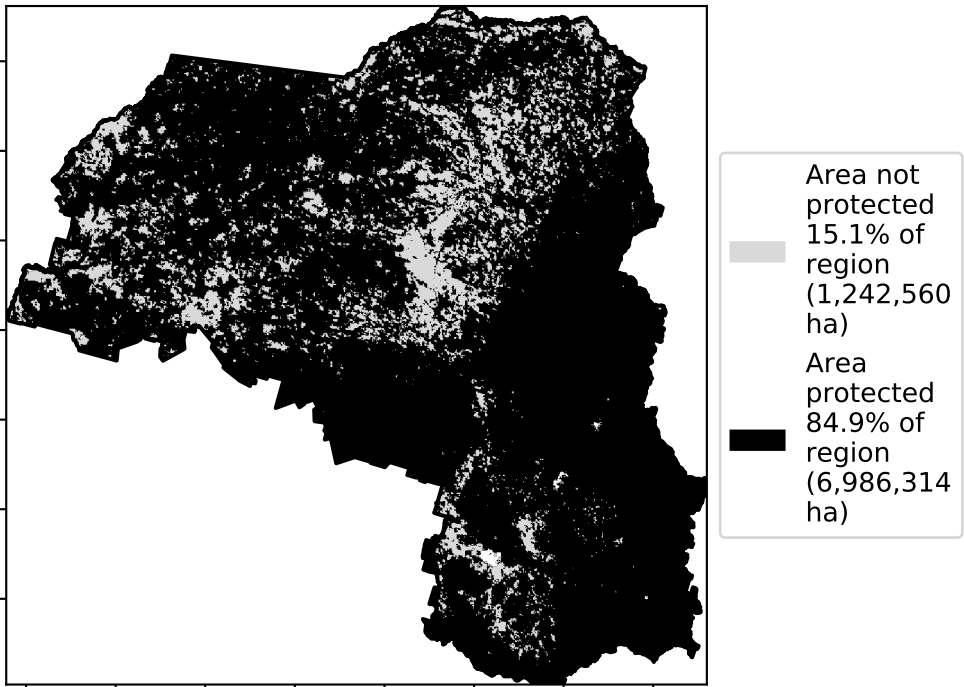 Area not
protected
15.1% of
region
(1,242,560
ha)
Area
protected
84.9% of
region
(6,986,314
ha)